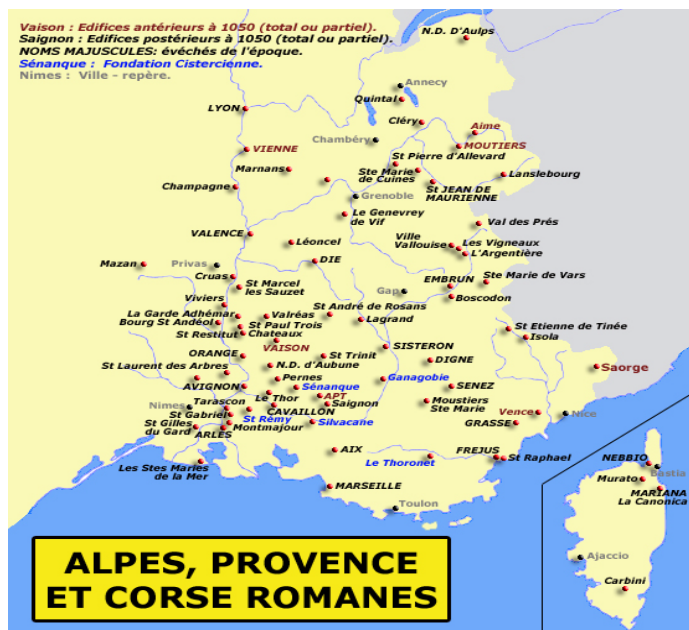 Vaison : Edifices antérieurs à 1050 (total ou partiel).
Saignon : Edifices postérieurs à 1050 (total ou partiel).
NOMS MAJUSCULES: évéchés de l'époque.
Sénanque : Fondation Cistercienne.
Nimes : Ville - repère.
N.D. D'Aulps
Annecy
Quintal
LYON
Cléry
Aime
Chambéry
VIENNE
MOUTIERS
St Pierre d'Allevard
Marnans
Ste Marie
de Cuines
Lanslebourg
Champagne
St JEAN DE
MAURIENNE
Grenoble
Le Genevrey
de Vif
Val des Prés
VALENCE
Léoncel
Ville
Vallouise
Les Vigneaux
L'Argentière
Mazan
Privas
DIE
Cruas
St Marcel
les Sauzet
Gap
EMBRUN
Ste Marie de Vars
Boscodon
Viviers
La Garde Adhémar
Valréas
St André de Rosans
Lagrand
Bourg St Andéol
St Paul Trois
Chateaux
St Restitut
St Etienne de Tinée
Isola
VAISON
SISTERON
ORANGE
St Trinit
DIGNE
St Laurent des Arbres
N.D. d'Aubune
Saorge
Pernes
Ganagobie
AVIGNON
Sénanque
SENEZ
Le Thor
APT
Tarascon
Saignon
Moustiers
Ste Marie
Nimes
CAVAILLON
Vence
Nice
St Gabriel
St Rémy
Silvacane
GRASSE
St Gilles
du Gard
Montmajour
ARLES
AIX
Le Thoronet
FREJUS
St Raphael
Les Stes Maries
de la Mer
MARSEILLE
Toulon
NEBBIO
Bastia
Murato
MARIANA
La Canonica
Ajaccio
Carbini
ALPES, PROVENCE
ET CORSE ROMANES